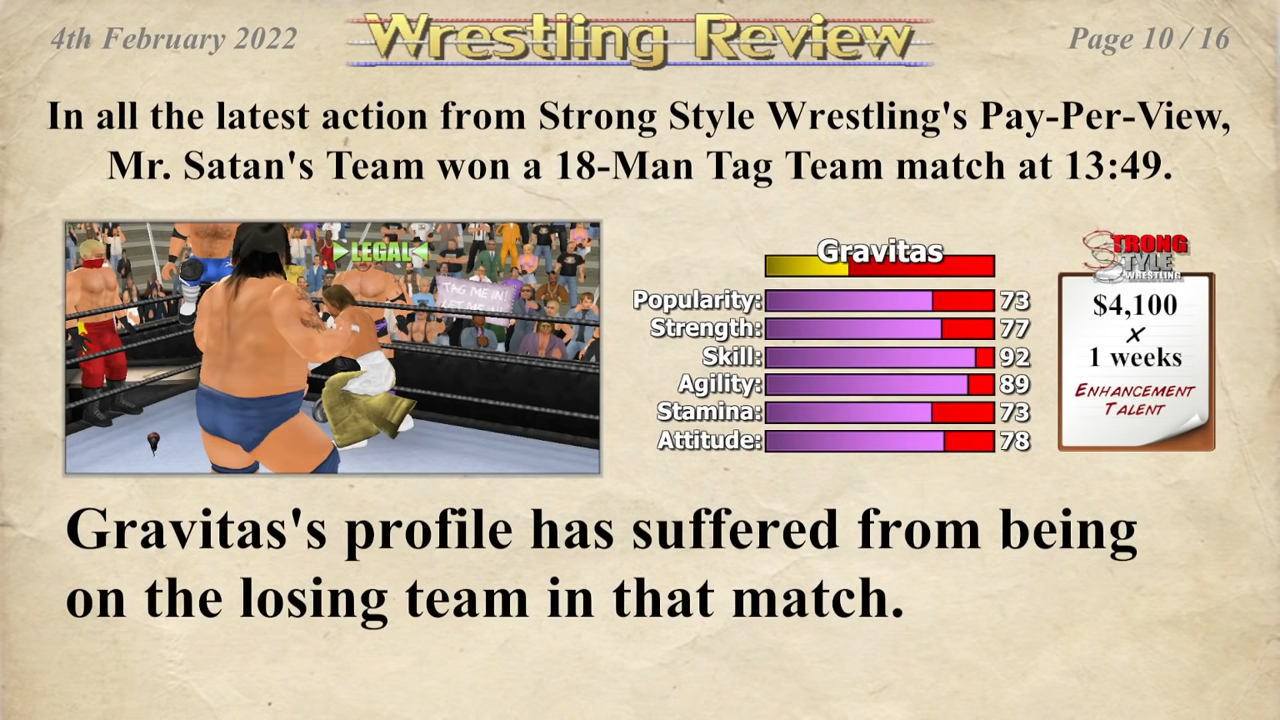 4th February 2022
Wrestling Review
Page 10 / 16
In all the latest action from Strong Style Wrestling's Pay-Per-View,
Mr. Satan's Team won a 18-Man Tag Team match at 13:49.
LEGAL
TAG ME IN!
LET ME IN!
Gravitas
Popularity: 73
Strength: 77
Skill: 92
Agility: 89
Stamina: 73
Attitude: 78
STRONG
STYLE
WRESTLING
$4,100
x
1 weeks
ENHANCEMENT
TALENT
Gravitas's profile has suffered from being
on the losing team in that match.